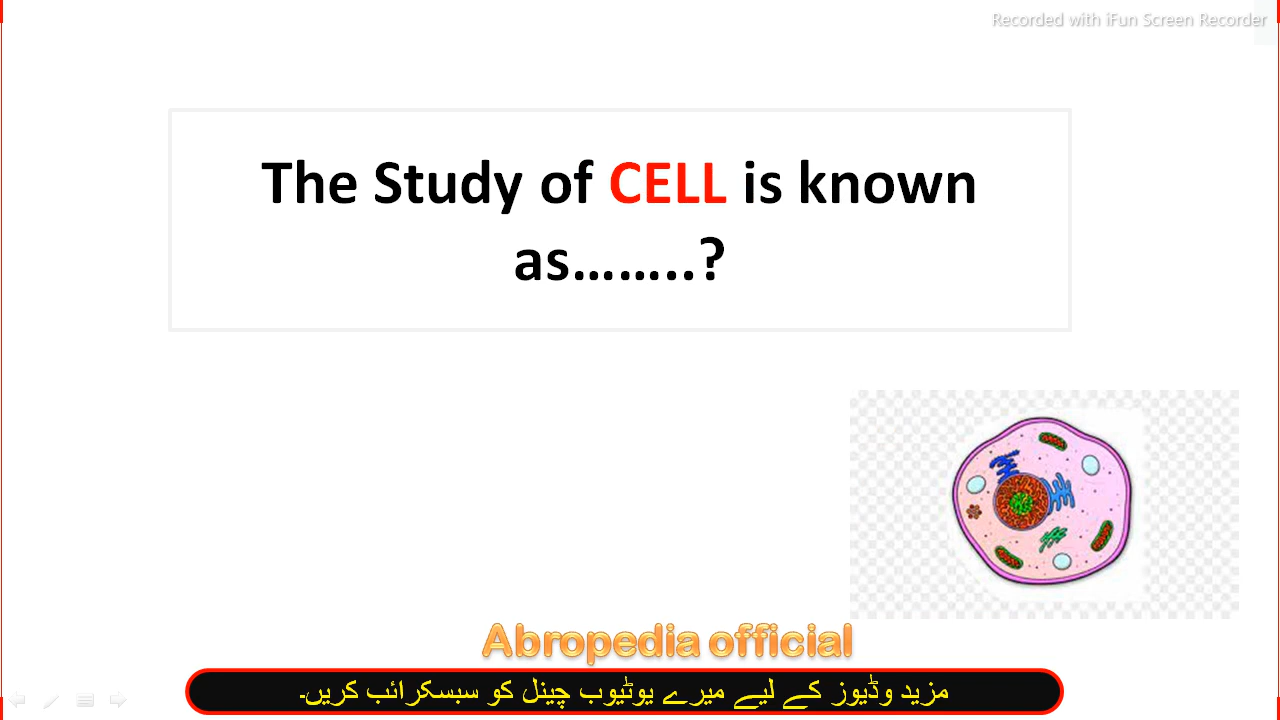 Recorded with iFun Screen Recorder
The Study of CELL is known
as……..?
Abropedia official
مزید وڈیوز کے لیے میرے یوٹیوب چینل کو سبسکرائب کریں۔